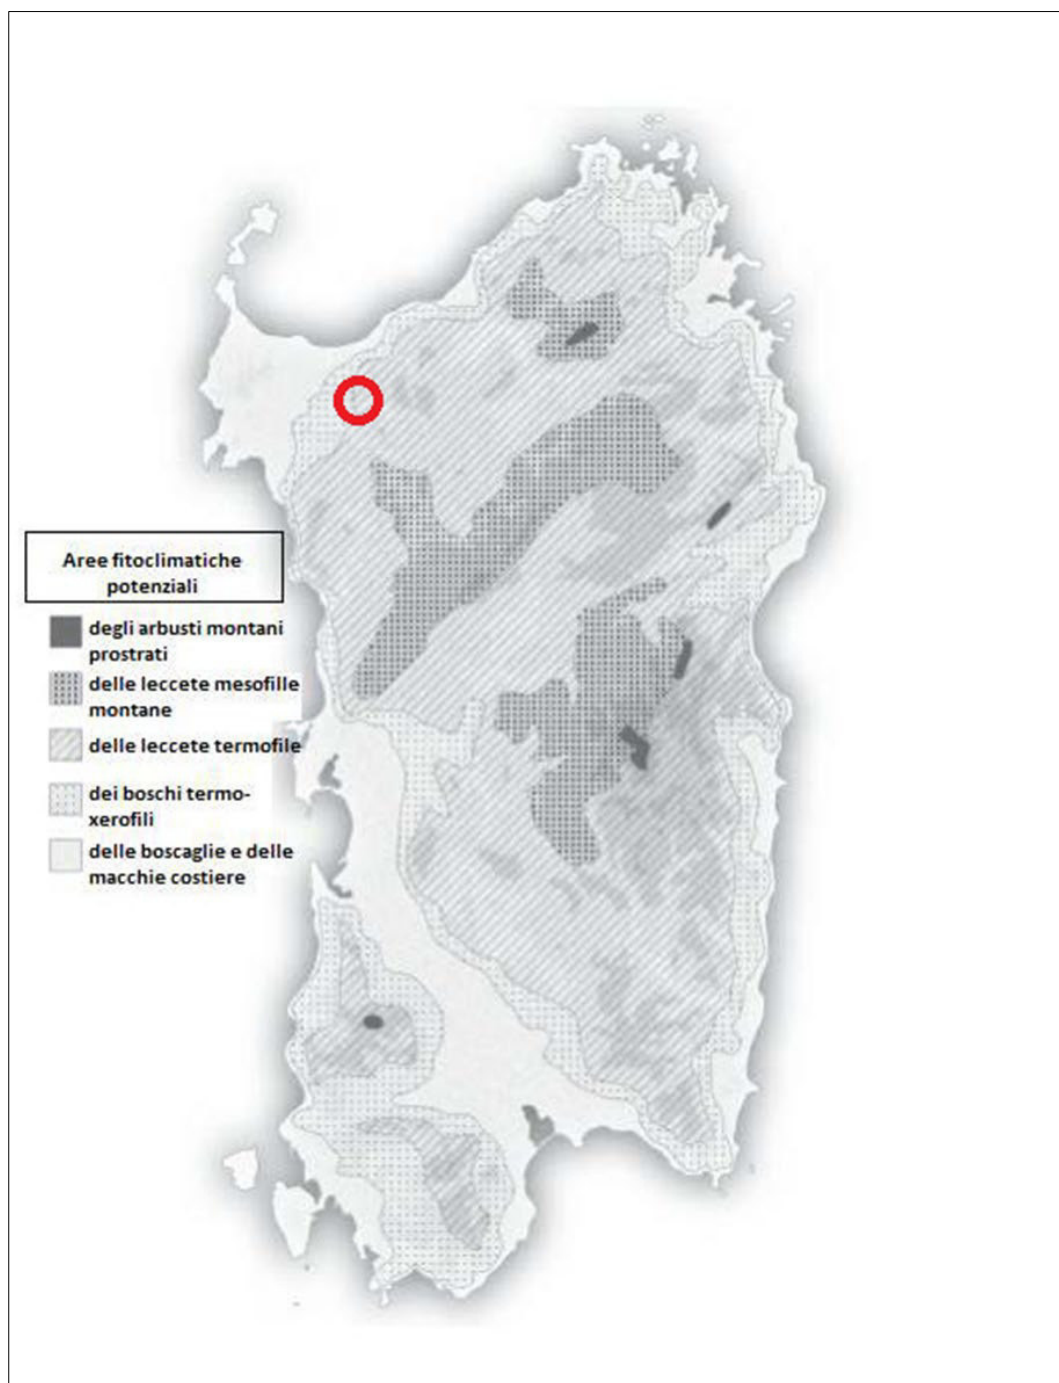 Aree fitoclimatiche
potenziali
degli arbusti montani
prostrati
delle leccete mesofille
montane
delle leccete termofile
dei boschi termo-
xerofili
delle boscaglie e delle
macchie costiere